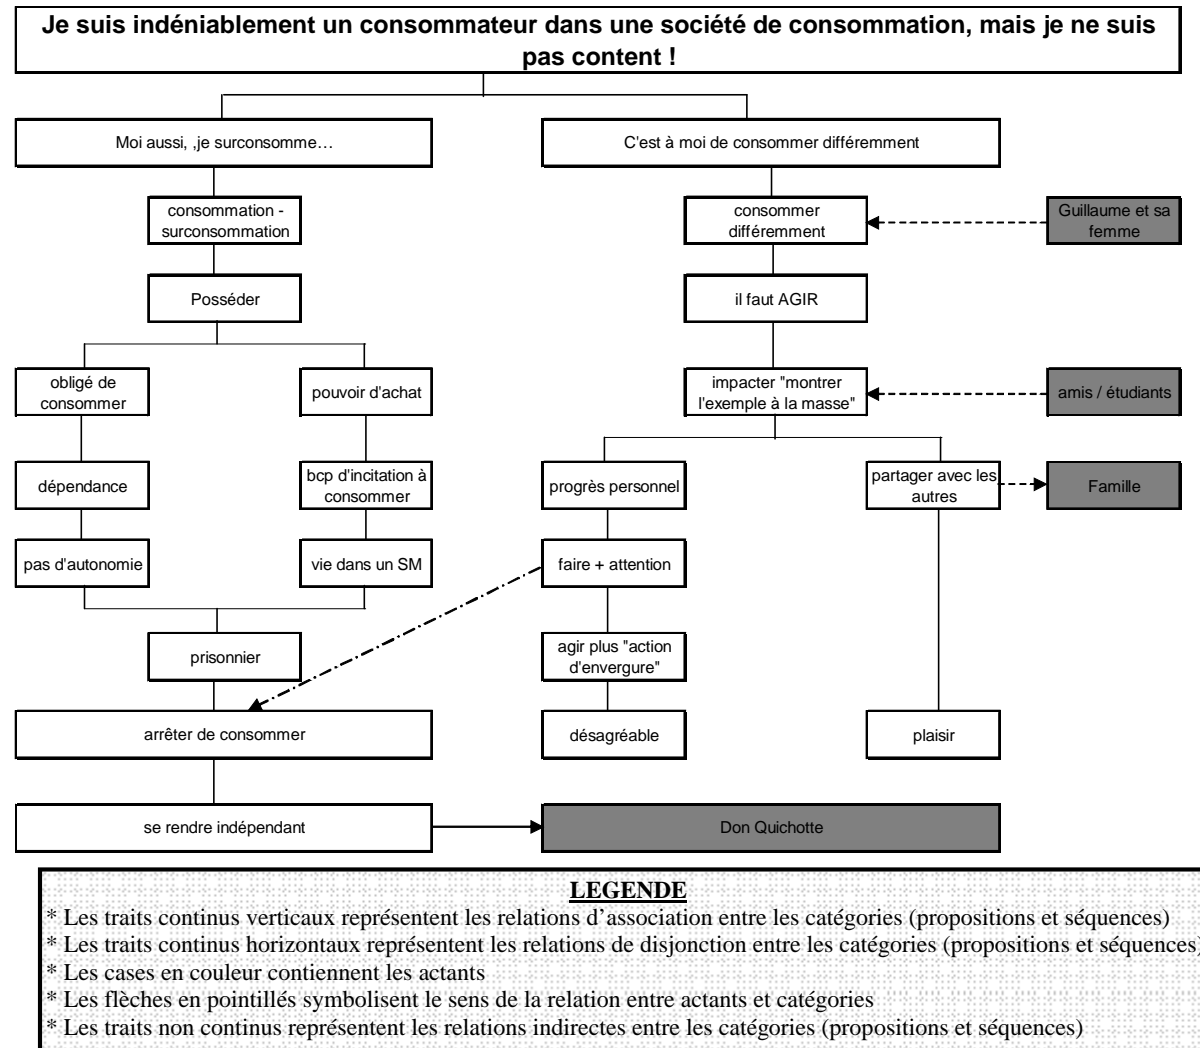 Je suis indéniablement un consommateur dans une société de consommation, mais je ne suis
pas content !
Moi aussi, ,je surconsomme…
C'est à moi de consommer différemment
consommation -
surconsommation
consommer
différemment
Guillaume et sa
femme
Posséder
il faut AGIR
obligé de
consommer
pouvoir d'achat
impacter "montrer
l'exemple à la masse"
amis / étudiants
dépendance
bcp d'incitation à
consommer
progrès personnel
partager avec les
autres
Famille
pas d'autonomie
vie dans un SM
faire + attention
prisonnier
agir plus "action
d'envergure"
arrêter de consommer
désagréable
plaisir
se rendre indépendant
Don Quichotte
LEGENDE
* Les traits continus verticaux représentent les relations d'association entre les catégories (propositions et séquences)
* Les traits continus horizontaux représentent les relations de disjonction entre les catégories (propositions et séquences)
* Les cases en couleur contiennent les actants
* Les flèches en pointillés symbolisent le sens de la relation entre actants et catégories
* Les traits non continus représentent les relations indirectes entre les catégories (propositions et séquences)